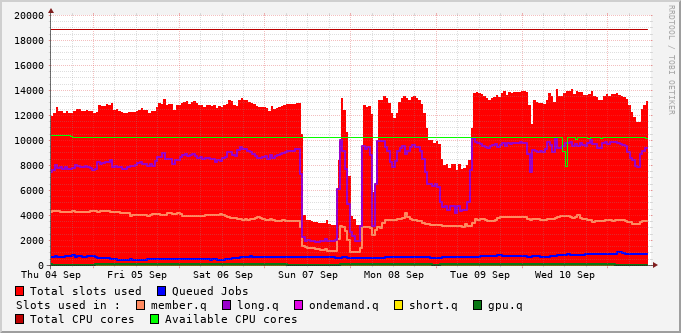 20000
18000
16000
14000
12000
10000
8000
6000
4000
2000
0
Thu 04 Sep Fri 05 Sep Sat 06 Sep Sun 07 Sep Mon 08 Sep Tue 09 Sep Wed 10 Sep
RRDTOOL / TOBI OETIKER
Total slots used Queued Jobs
Slots used in : member.q long.q ondemand.q short.q gpu.q
Total CPU cores Available CPU cores